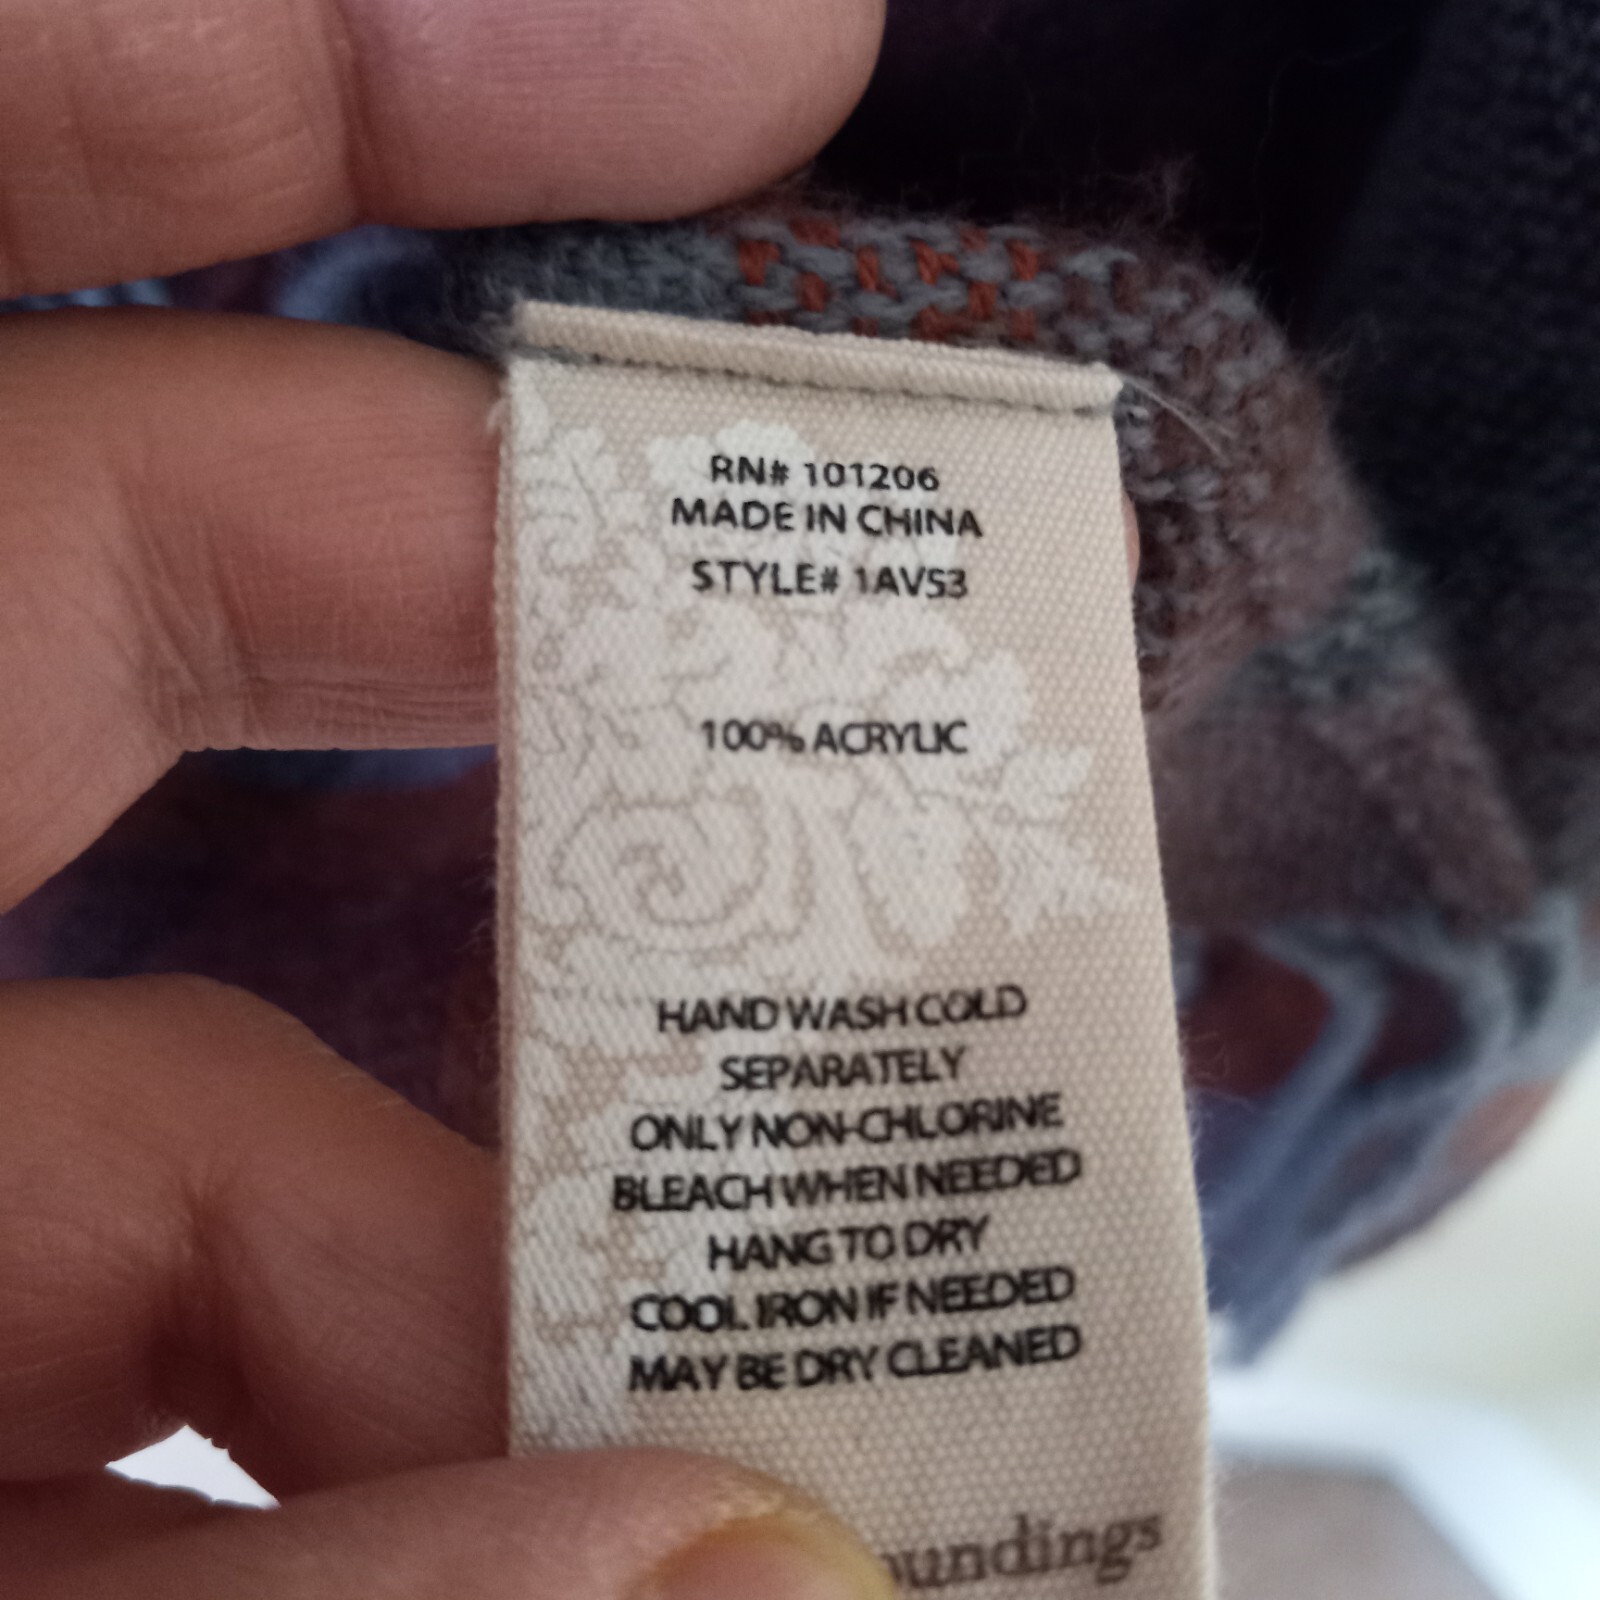 RN# 101206
MADE IN CHINA
STYLE# 1AV53
100% ACRYLIC
HAND WASH COLD
SEPARATELY
ONLY NON-CHLORINE
BLEACH WHEN NEEDED
HANG TO DRY
COOL IRON IF NEEDED
MAY BE DRY CLEANED
oundings